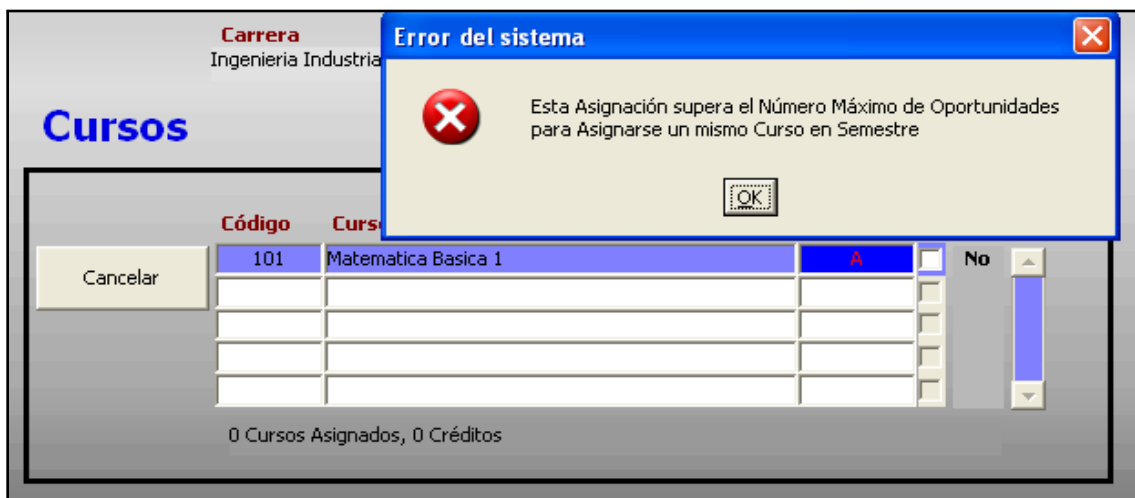 Carrera
Ingenieria Industria
Error del sistema
Esta Asignación supera el Número Máximo de Oportunidades
para Asignarse un mismo Curso en Semestre
OK
Cursos
Código Curs
Cancelar
101 Matematica Basica 1 A No
0 Cursos Asignados, 0 Créditos